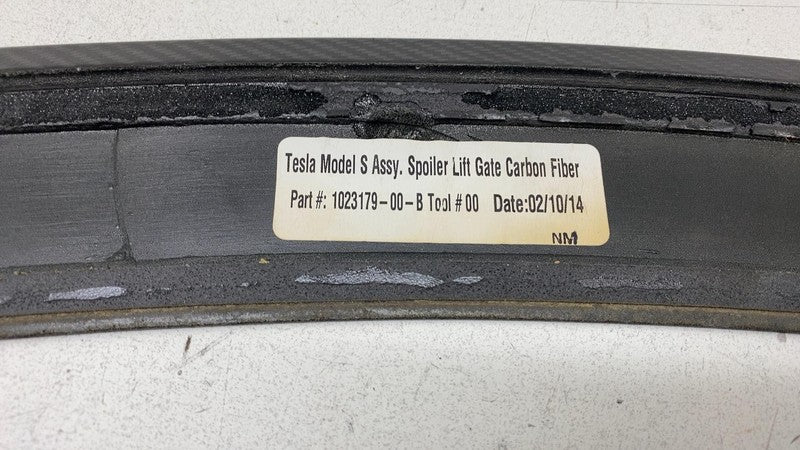 Tesla Model S Assy. Spoiler Lift Gate Carbon Fiber
Part #: 1023179-00-B Tool # 00 Date:02/10/14
NM